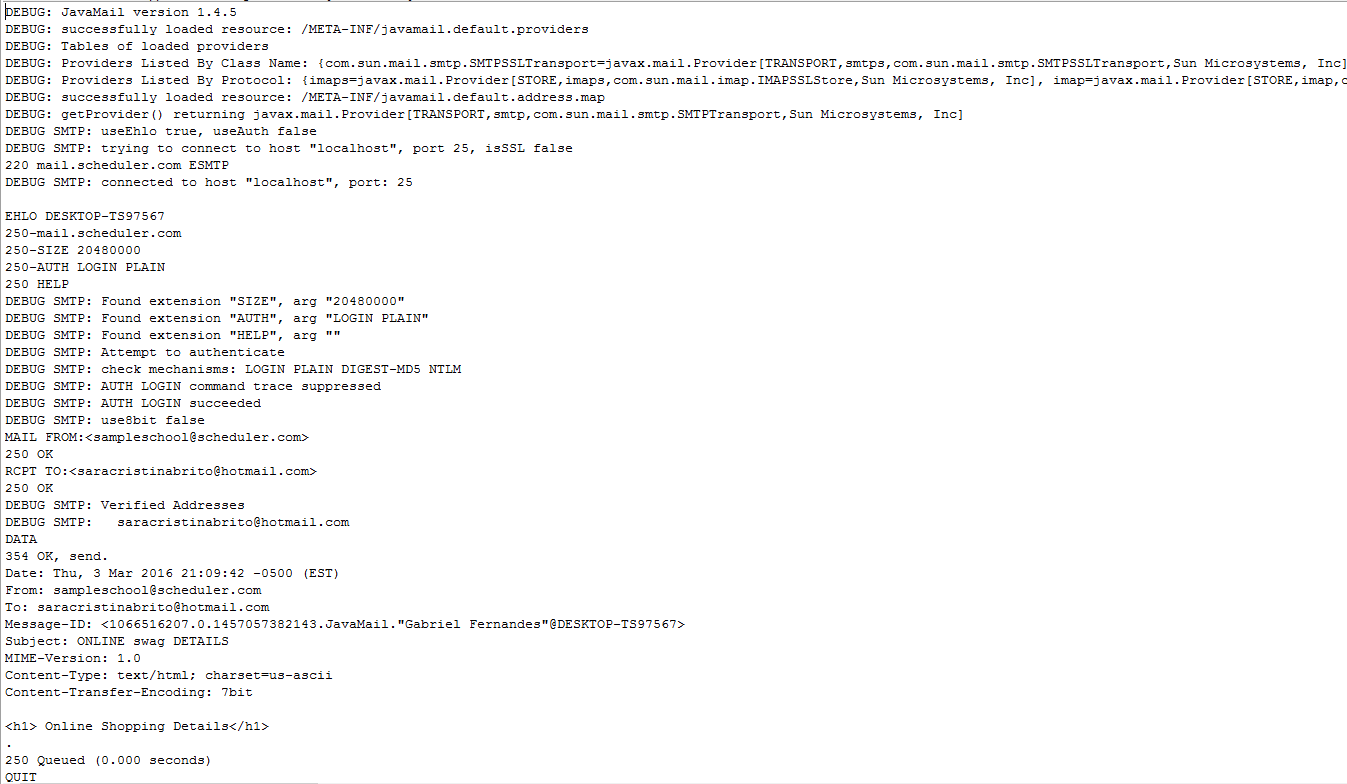 DEBUG: JavaMail version 1.4.5
DEBUG: successfully loaded resource: /META-INF/javamail.default.providers
DEBUG: Tables of loaded providers
DEBUG: Providers Listed By Class Name: {com.sun.mail.smtp.SMTPSSLTransport=javax.mail.Provider[TRANSPORT,smtps,com.sun.mail.smtp.SMTPSSLTransport,Sun Microsystems, Inc]
DEBUG: Providers Listed By Protocol: {imaps=javax.mail.Provider[STORE,imaps,com.sun.mail.imap.IMAPSSLStore,Sun Microsystems, Inc], imap=javax.mail.Provider[STORE,imap,c
DEBUG: successfully loaded resource: /META-INF/javamail.default.address.map
DEBUG: getProvider() returning javax.mail.Provider[TRANSPORT,smtp,com.sun.mail.smtp.SMTPTransport,Sun Microsystems, Inc]
DEBUG SMTP: useEhlo true, useAuth false
DEBUG SMTP: trying to connect to host "localhost", port 25, isSSL false
220 mail.scheduler.com ESMTP
DEBUG SMTP: connected to host "localhost", port: 25
EHLO DESKTOP-TS97567
250-mail.scheduler.com
250-SIZE 20480000
250-AUTH LOGIN PLAIN
250 HELP
DEBUG SMTP: Found extension "SIZE", arg "20480000"
DEBUG SMTP: Found extension "AUTH", arg "LOGIN PLAIN"
DEBUG SMTP: Found extension "HELP", arg ""
DEBUG SMTP: Attempt to authenticate
DEBUG SMTP: check mechanisms: LOGIN PLAIN DIGEST-MD5 NTLM
DEBUG SMTP: AUTH LOGIN command trace suppressed
DEBUG SMTP: AUTH LOGIN succeeded
DEBUG SMTP: use8bit false
MAIL FROM:<sampleschool@scheduler.com>
250 OK
RCPT TO:<saracristinabrito@hotmail.com>
250 OK
DEBUG SMTP: Verified Addresses
DEBUG SMTP:   saracristinabrito@hotmail.com
DATA
354 OK, send.
Date: Thu, 3 Mar 2016 21:09:42 -0500 (EST)
From: sampleschool@scheduler.com
To: saracristinabrito@hotmail.com
Message-ID: <1066516207.0.1457057382143.JavaMail."Gabriel Fernandes"@DESKTOP-TS97567>
Subject: ONLINE swag DETAILS
MIME-Version: 1.0
Content-Type: text/html; charset=us-ascii
Content-Transfer-Encoding: 7bit
<h1> Online Shopping Details</h1>
.
250 Queued (0.000 seconds)
QUIT